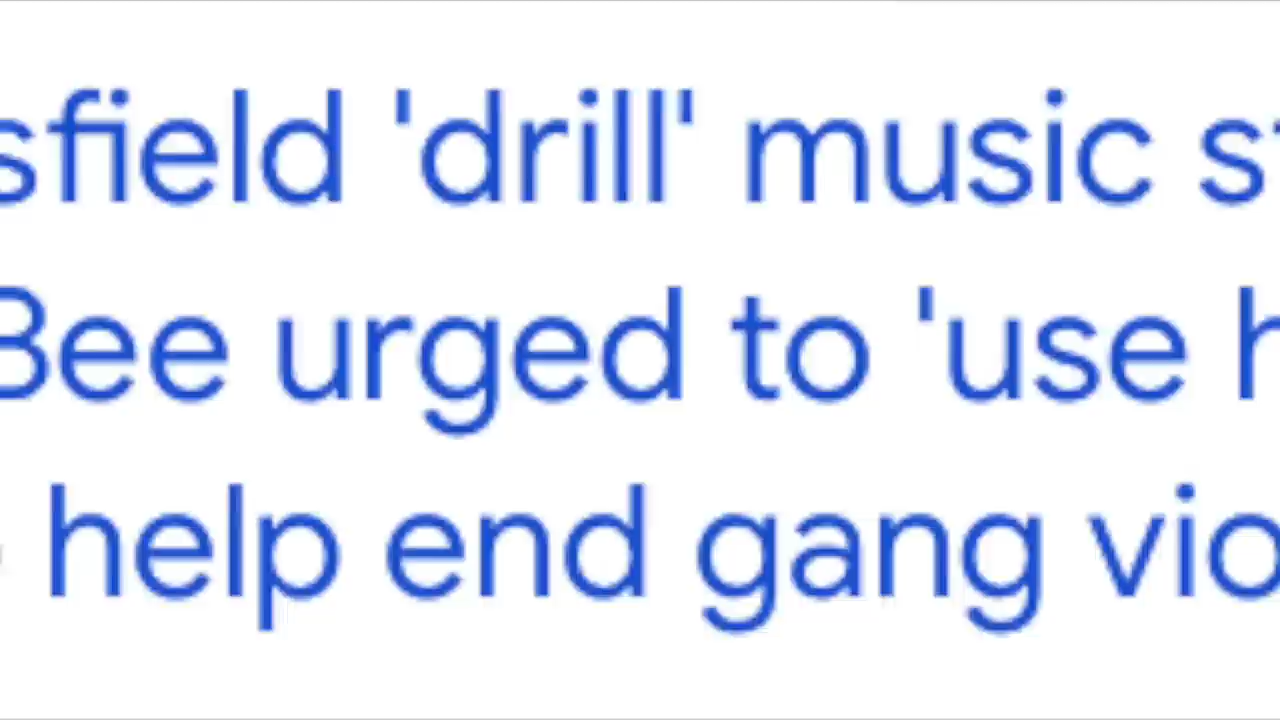 sfield 'drill' music st
Bee urged to 'use h
help end gang vio